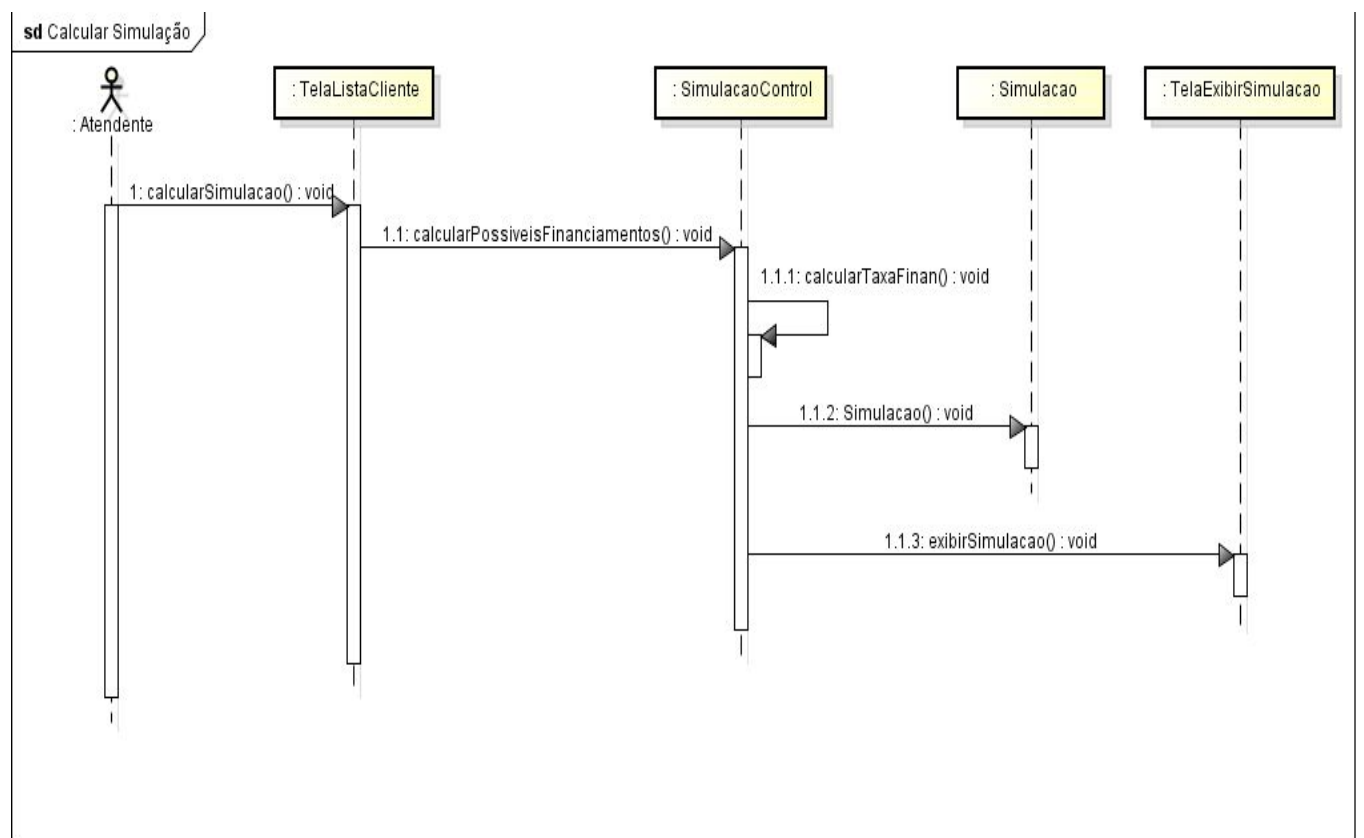 sd Calcular Simulação
: Atendente
: TelaListaCliente
: SimulacaoControl
: Simulacao
: TelaExibirSimulacao
1: calcularSimulacao() : void
1.1: calcularPossiveisFinanciamentos() : void
1.1.1: calcularTaxaFinan() : void
1.1.2: Simulacao() : void
1.1.3: exibirSimulacao() : void